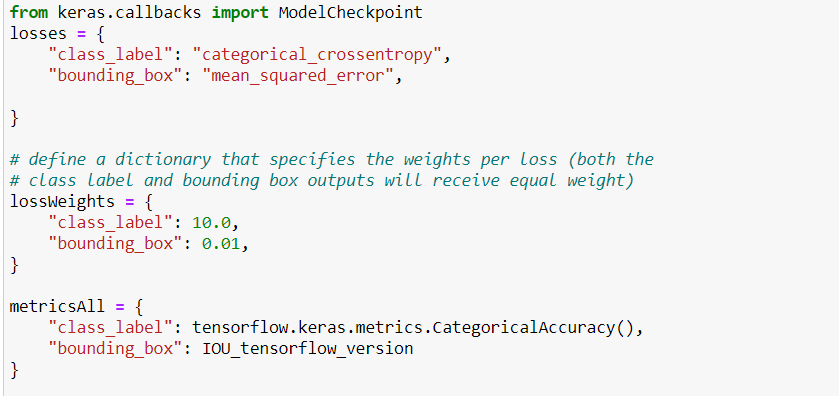 from keras.callbacks import ModelCheckpoint
losses = {
    "class_label": "categorical_crossentropy",
    "bounding_box": "mean_squared_error",
}
# define a dictionary that specifies the weights per loss (both the
# class label and bounding box outputs will receive equal weight)
lossWeights = {
    "class_label": 10.0,
    "bounding_box": 0.01,
}
metricsAll = {
    "class_label": tensorflow.keras.metrics.CategoricalAccuracy(),
    "bounding_box": IOU_tensorflow_version
}